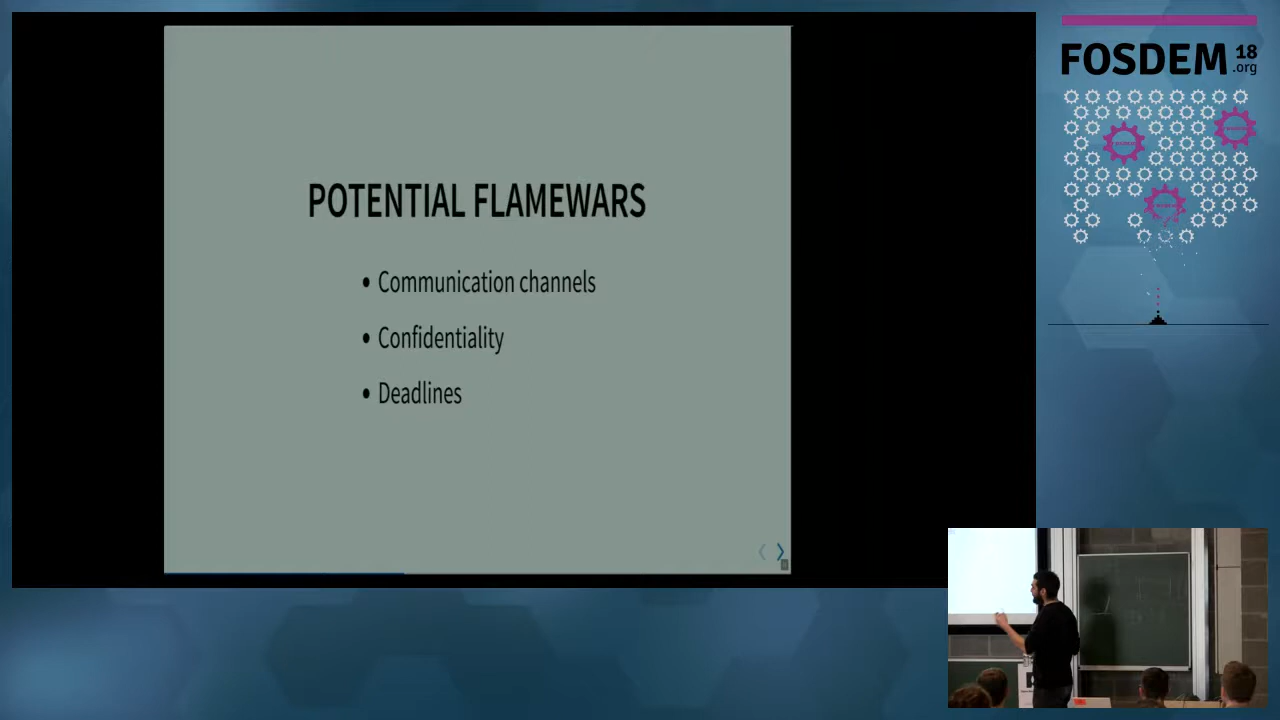 POTENTIAL FLAMEWARS
• Communication channels
• Confidentiality
• Deadlines
FOSDEM 18
.org